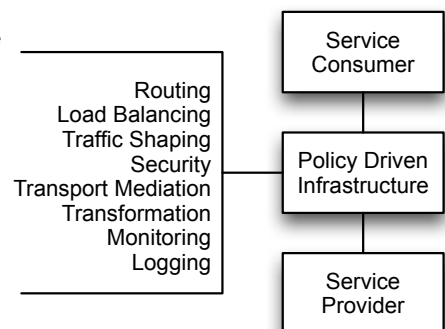 Routing
Load Balancing
Traffic Shaping
Security
Transport Mediation
Transformation
Monitoring
Logging
Service
Consumer
Policy Driven
Infrastructure
Service
Provider